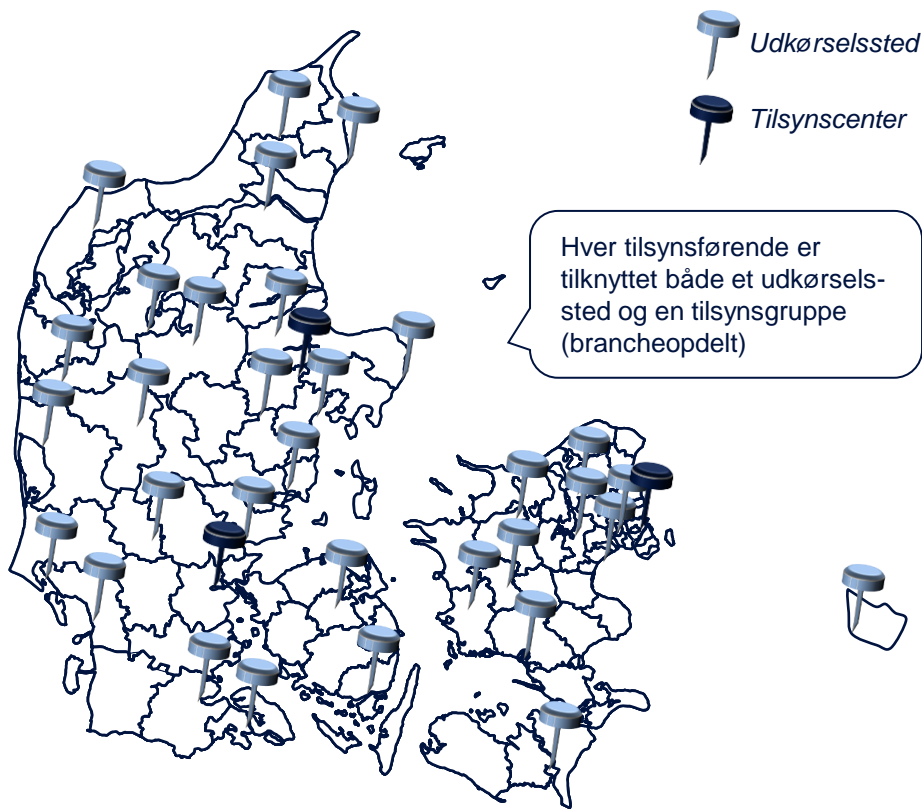 Udkørselssted
Tilsynscenter
Hver tilsynsførende er
tilknyttet både et udkørsels-
sted og en tilsynsgruppe
(brancheopdelt)